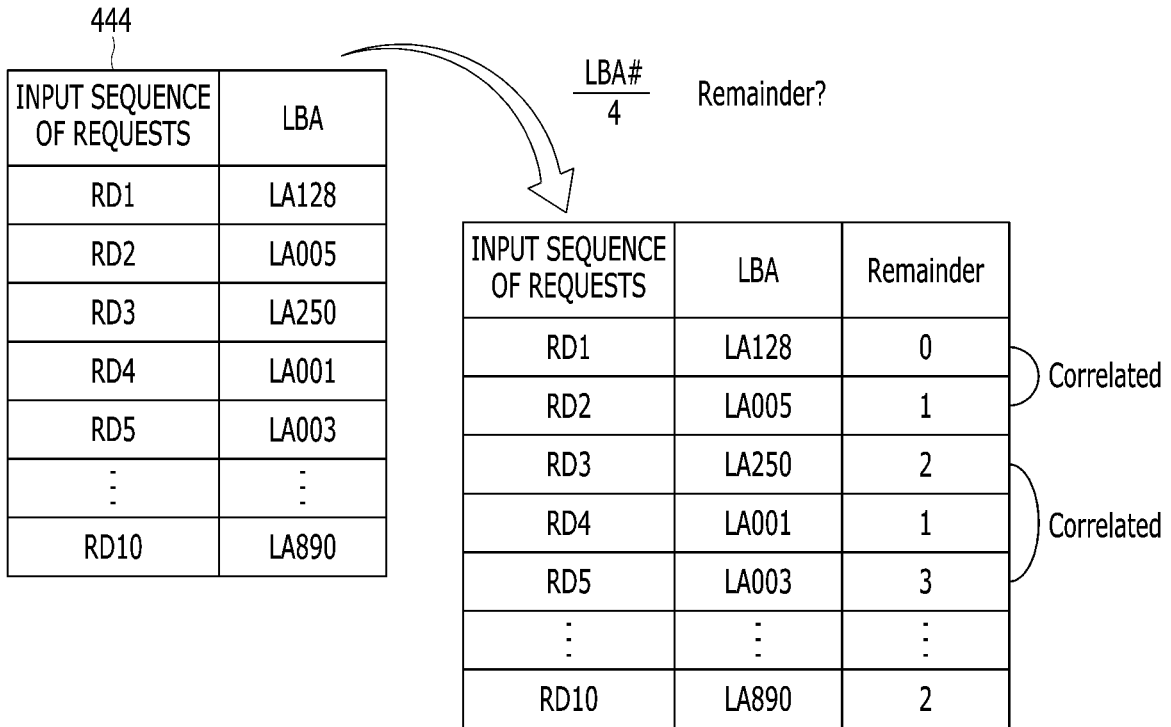 444
INPUT SEQUENCE
OF REQUESTS
LBA
RD1 LA128
RD2 LA005
RD3 LA250
RD4 LA001
RD5 LA003
RD10 LA890
LBA#
4
Remainder?
INPUT SEQUENCE
OF REQUESTS
LBA
Remainder
RD1 LA128 0
RD2 LA005 1
RD3 LA250 2
RD4 LA001 1
RD5 LA003 3
RD10 LA890 2
Correlated
Correlated